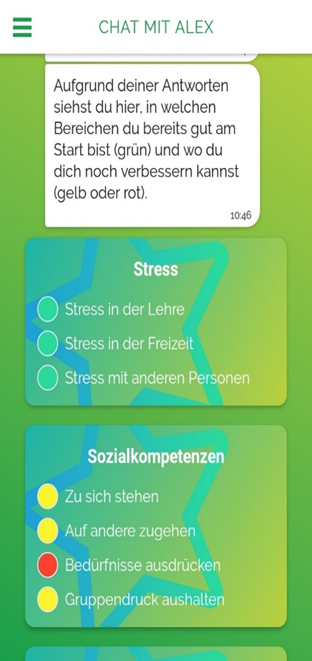 CHAT MIT ALEX
Aufgrund deiner Antworten
siehst du hier, in welchen
Bereichen du bereits gut am
Start bist (grün) und wo du
dich noch verbessern kannst
(gelb oder rot).
10:46
Stress
Stress in der Lehre
Stress in der Freizeit
Stress mit anderen Personen
Sozialkompetenzen
Zu sich stehen
Auf andere zugehen
Bedürfnisse ausdrücken
Gruppendruck aushalten